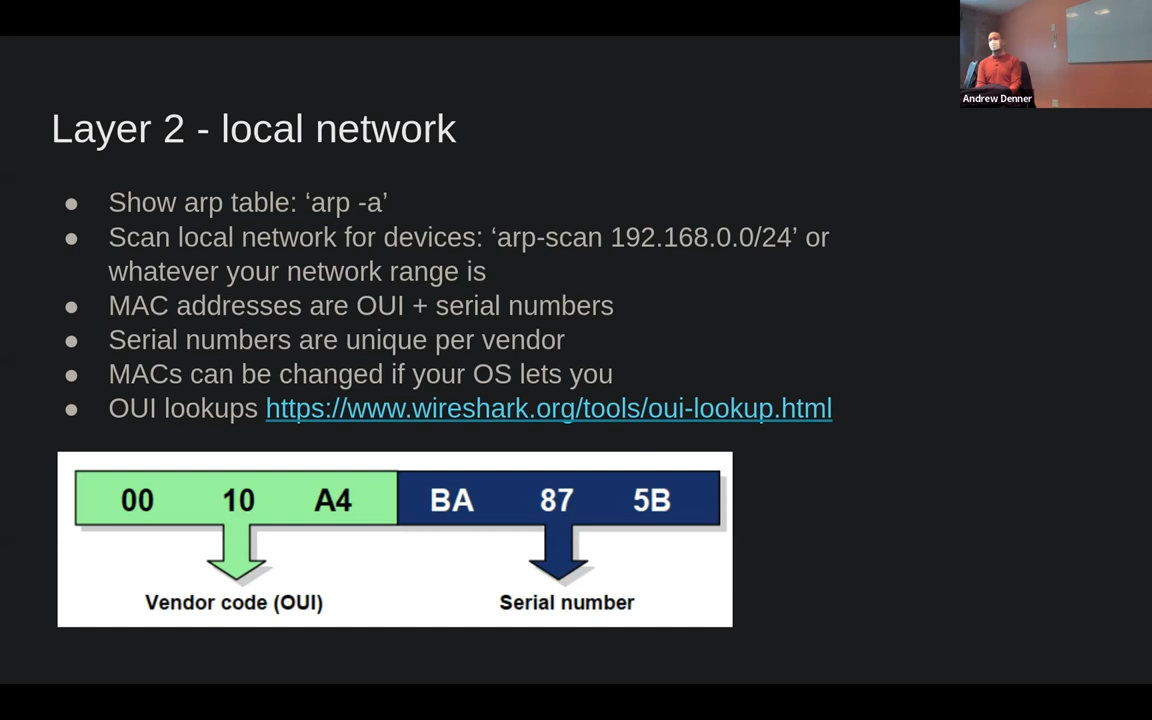 Andrew Denner
Layer 2 - local network
● Show arp table: ‘arp -a’
● Scan local network for devices: ‘arp-scan 192.168.0.0/24’ or
whatever your network range is
● MAC addresses are OUI + serial numbers
● Serial numbers are unique per vendor
● MACs can be changed if your OS lets you
● OUI lookups https://www.wireshark.org/tools/oui-lookup.html
00 10 A4 BA 87 5B
Vendor code (OUI) Serial number